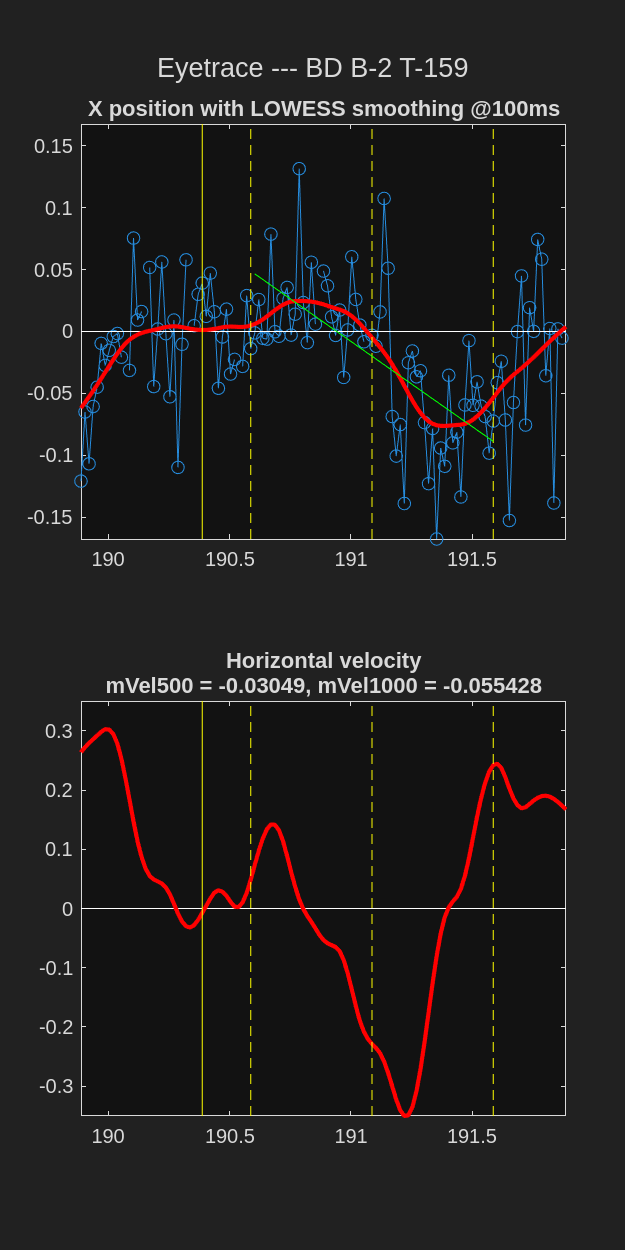 Eyetrace --- BD B-2 T-159
X position with LOWESS smoothing @100ms
0.15
0.1
0.05
0
-0.05
-0.1
-0.15
190 190.5 191 191.5
Horizontal velocity
mVel500 = -0.03049, mVel1000 = -0.055428
0.3
0.2
0.1
0
-0.1
-0.2
-0.3
190 190.5 191 191.5